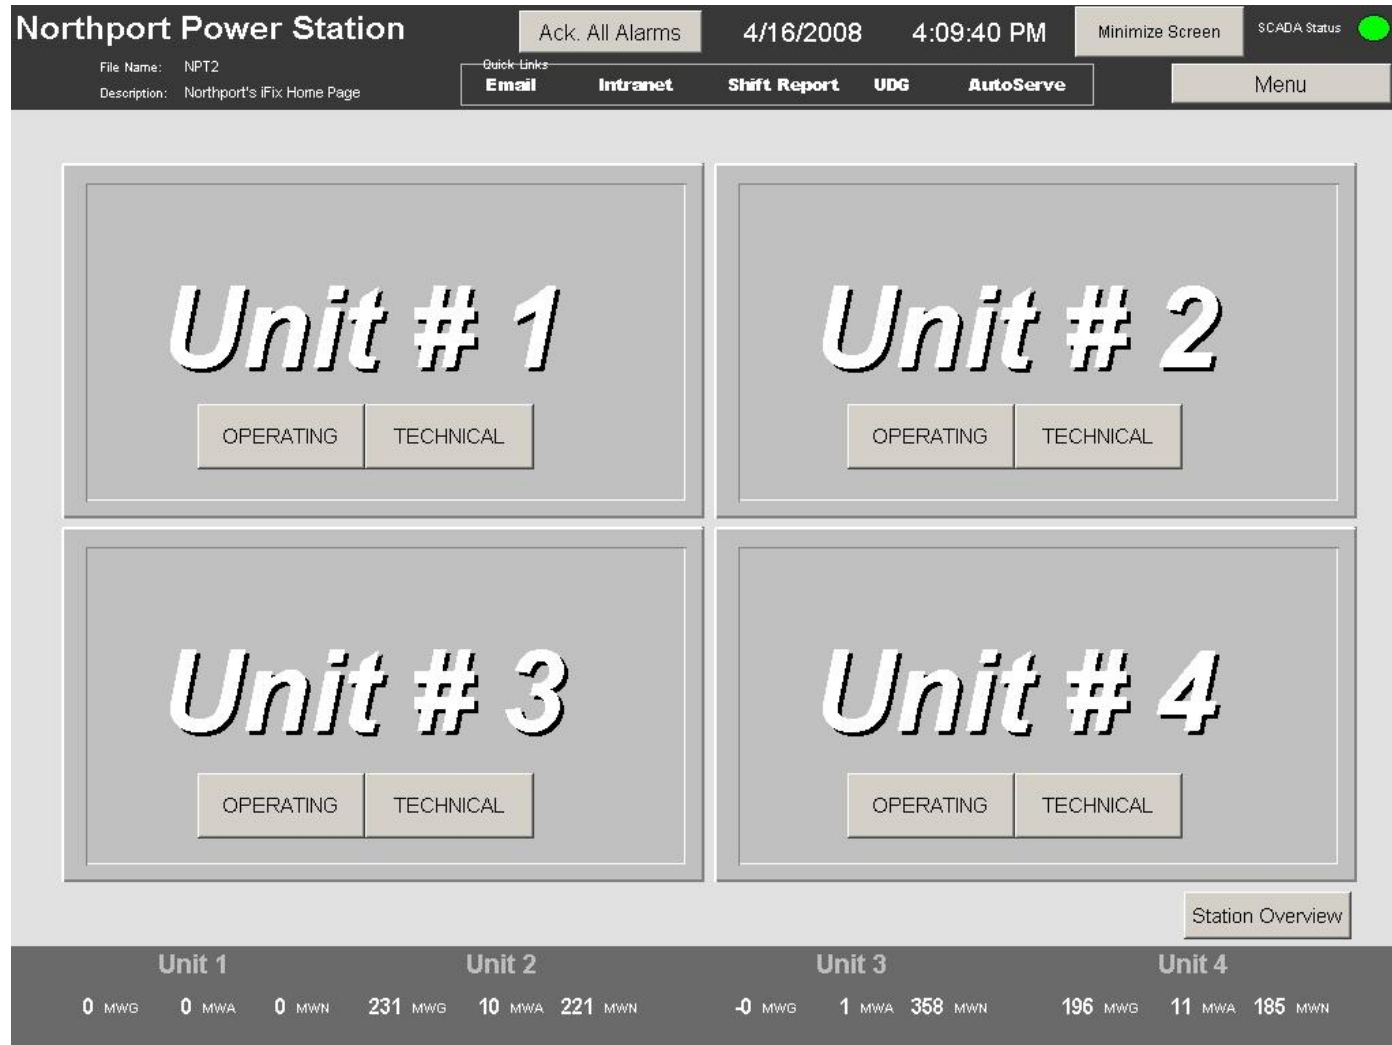 Northport Power Station
Ack. All Alarms
4/16/2008
4:09:40 PM
Minimize Screen
SCADA Status
File Name: NPT2
Description: Northport's iFix Home Page
Quick Links
Email Intranet Shift Report UDG AutoServe
Menu
Unit # 1
OPERATING TECHNICAL
Unit # 2
OPERATING TECHNICAL
Unit # 3
OPERATING TECHNICAL
Unit # 4
OPERATING TECHNICAL
Station Overview
Unit 1 Unit 2 Unit 3 Unit 4
0 MWG 0 MWA 0 MWN 231 MWG 10 MWA 221 MWN -0 MWG 1 MWA 358 MWN 196 MWG 11 MWA 185 MWN